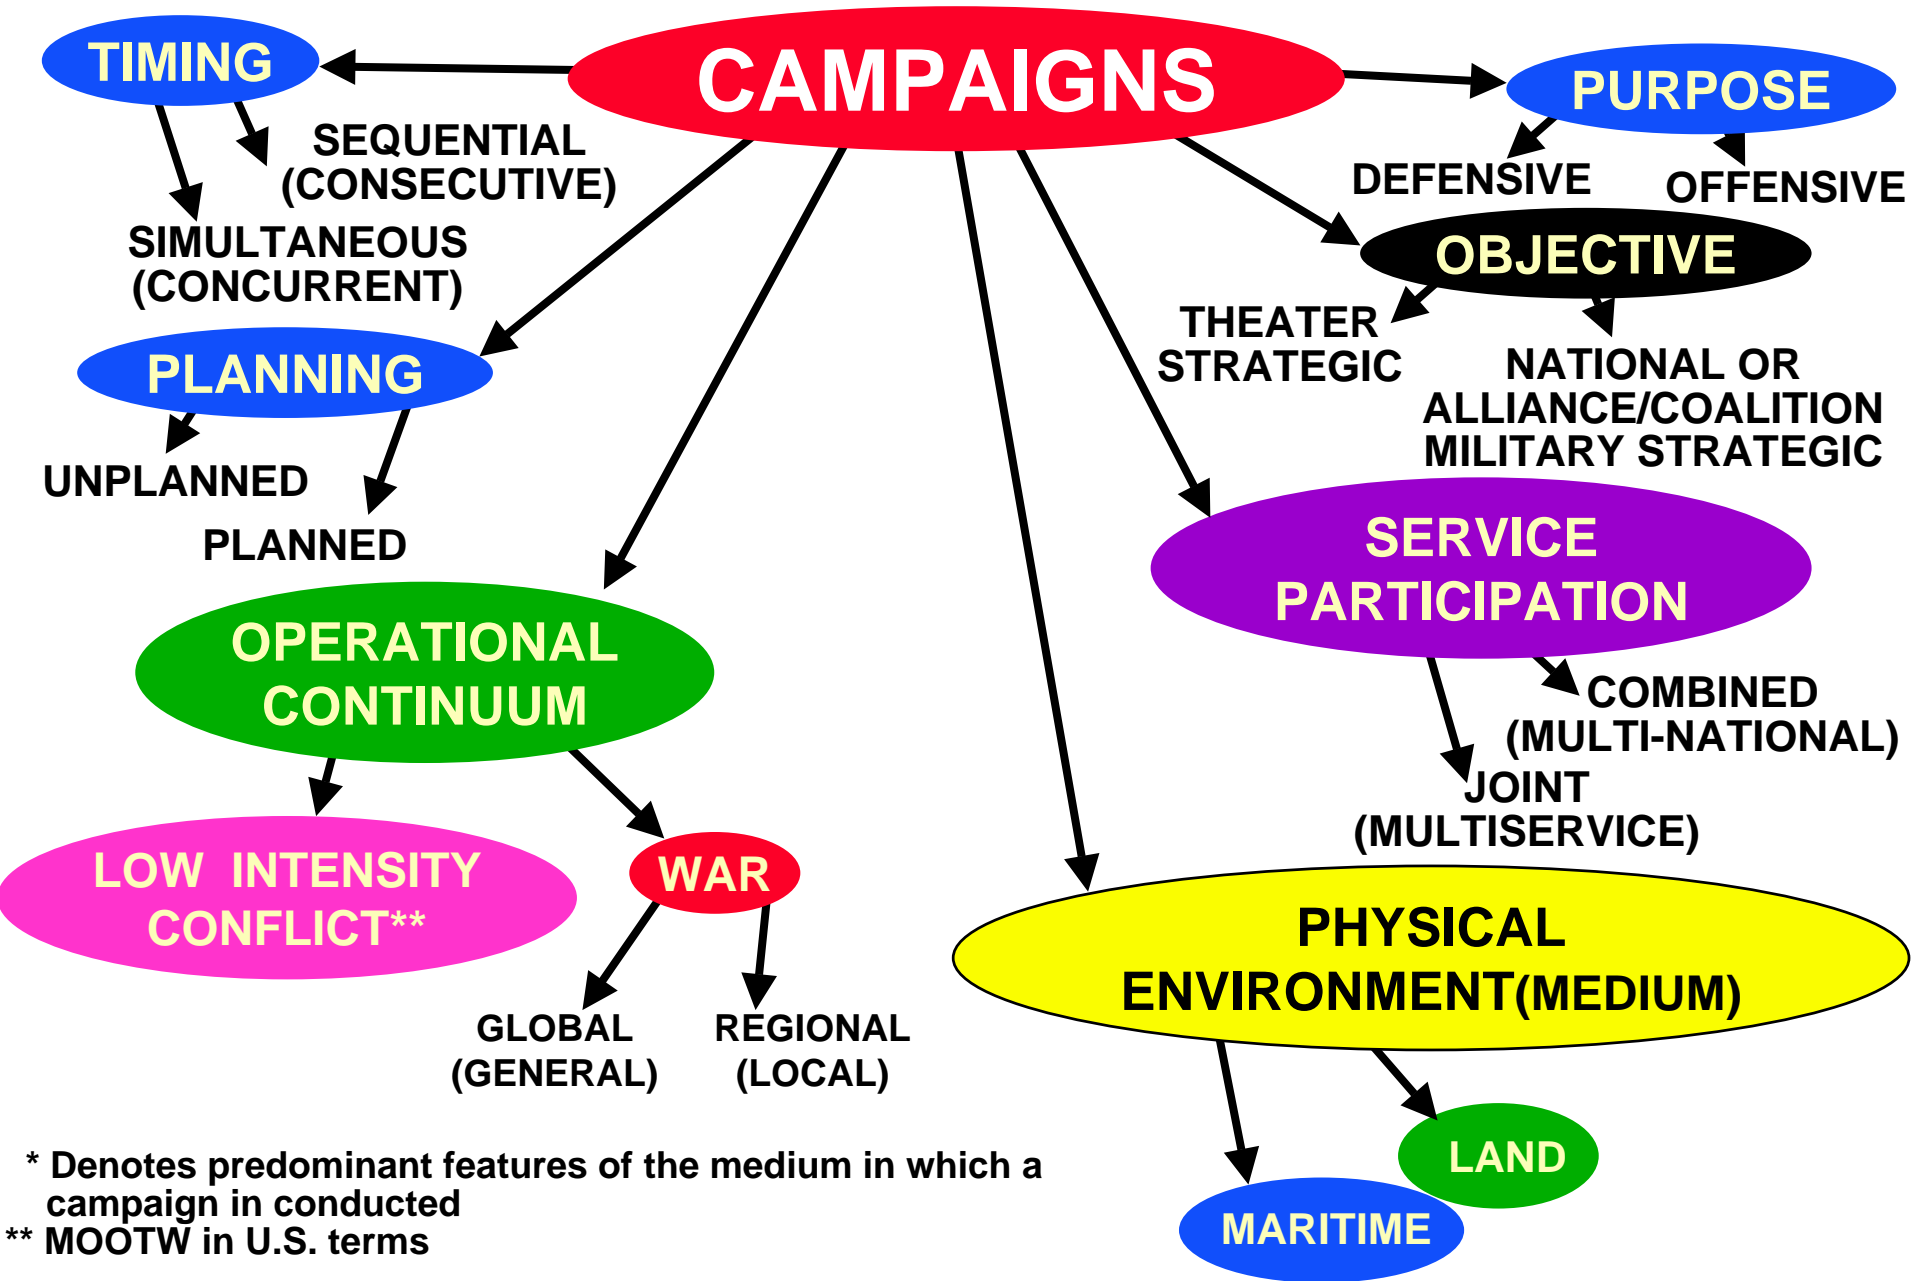 CAMPAIGNS
TIMING
SEQUENTIAL
(CONSECUTIVE)
SIMULTANEOUS
(CONCURRENT)
PLANNING
UNPLANNED
PLANNED
OPERATIONAL
CONTINUUM
LOW INTENSITY
CONFLICT**
WAR
GLOBAL
(GENERAL)
REGIONAL
(LOCAL)
PURPOSE
DEFENSIVE
OFFENSIVE
OBJECTIVE
THEATER
STRATEGIC
NATIONAL OR
ALLIANCE/COALITION
MILITARY STRATEGIC
SERVICE
PARTICIPATION
COMBINED
(MULTI-NATIONAL)
JOINT
(MULTISERVICE)
PHYSICAL
ENVIRONMENT(MEDIUM)
LAND
MARITIME
* Denotes predominant features of the medium in which a
campaign in conducted
** MOOTW in U.S. terms